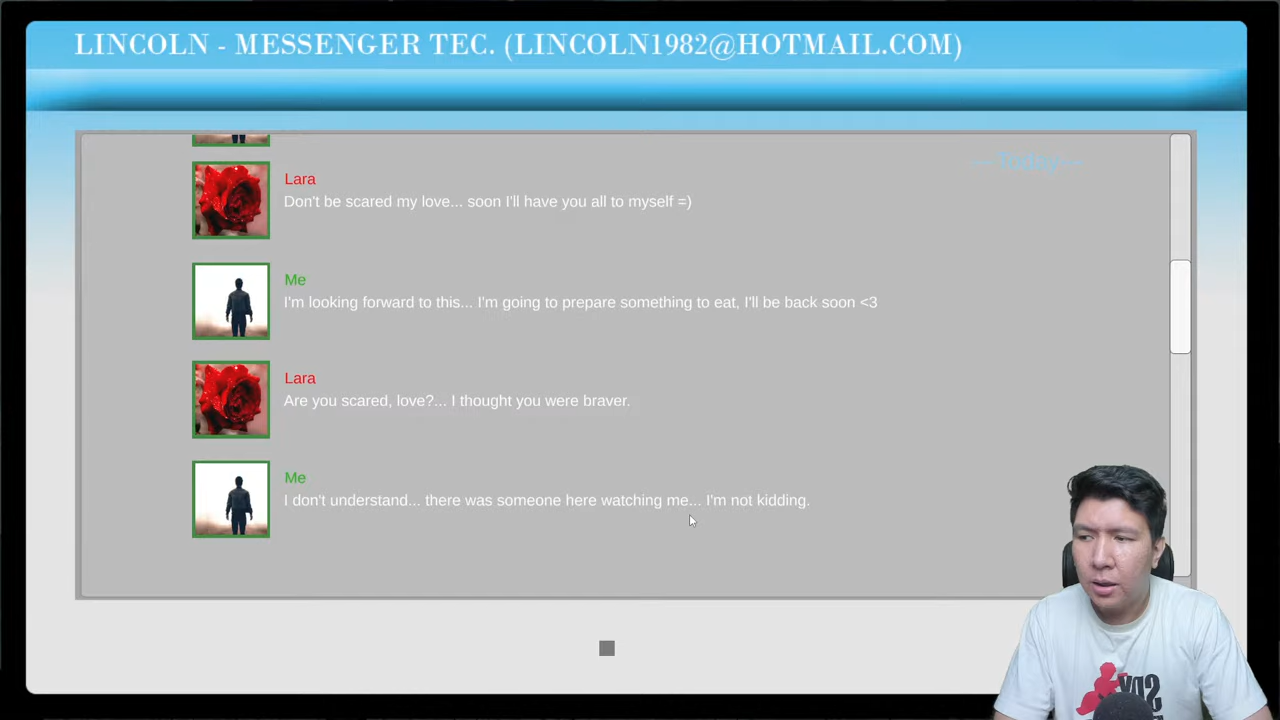 LINCOLN - MESSENGER TEC. (LINCOLN1982@HOTMAIL.COM)
---Today---
Lara
Don't be scared my love... soon I'll have you all to myself =)
Me
I'm looking forward to this... I'm going to prepare something to eat, I'll be back soon <3
Lara
Are you scared, love?... I thought you were braver.
Me
I don't understand... there was someone here watching me... I'm not kidding.